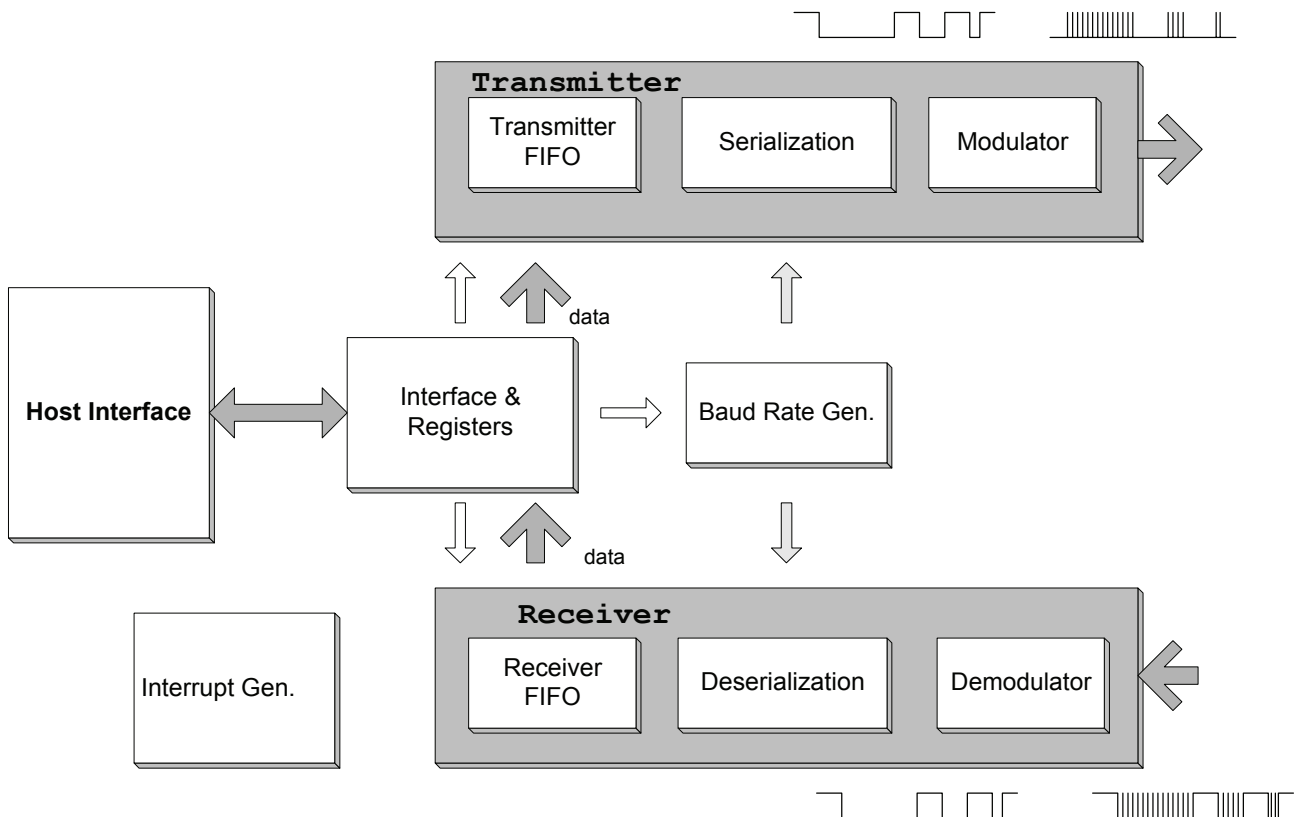 Transmitter
Transmitter
FIFO
Serialization
Modulator
data
Host Interface
Interface &
Registers
Baud Rate Gen.
data
Receiver
Interrupt Gen.
Receiver
FIFO
Deserialization
Demodulator